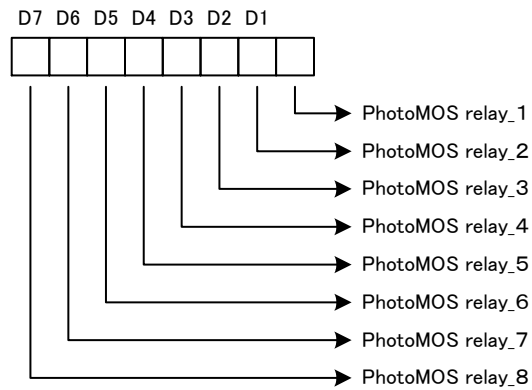 D7 D6 D5 D4 D3 D2 D1
PhotoMOS relay_1
PhotoMOS relay_2
PhotoMOS relay_3
PhotoMOS relay_4
PhotoMOS relay_5
PhotoMOS relay_6
PhotoMOS relay_7
PhotoMOS relay_8